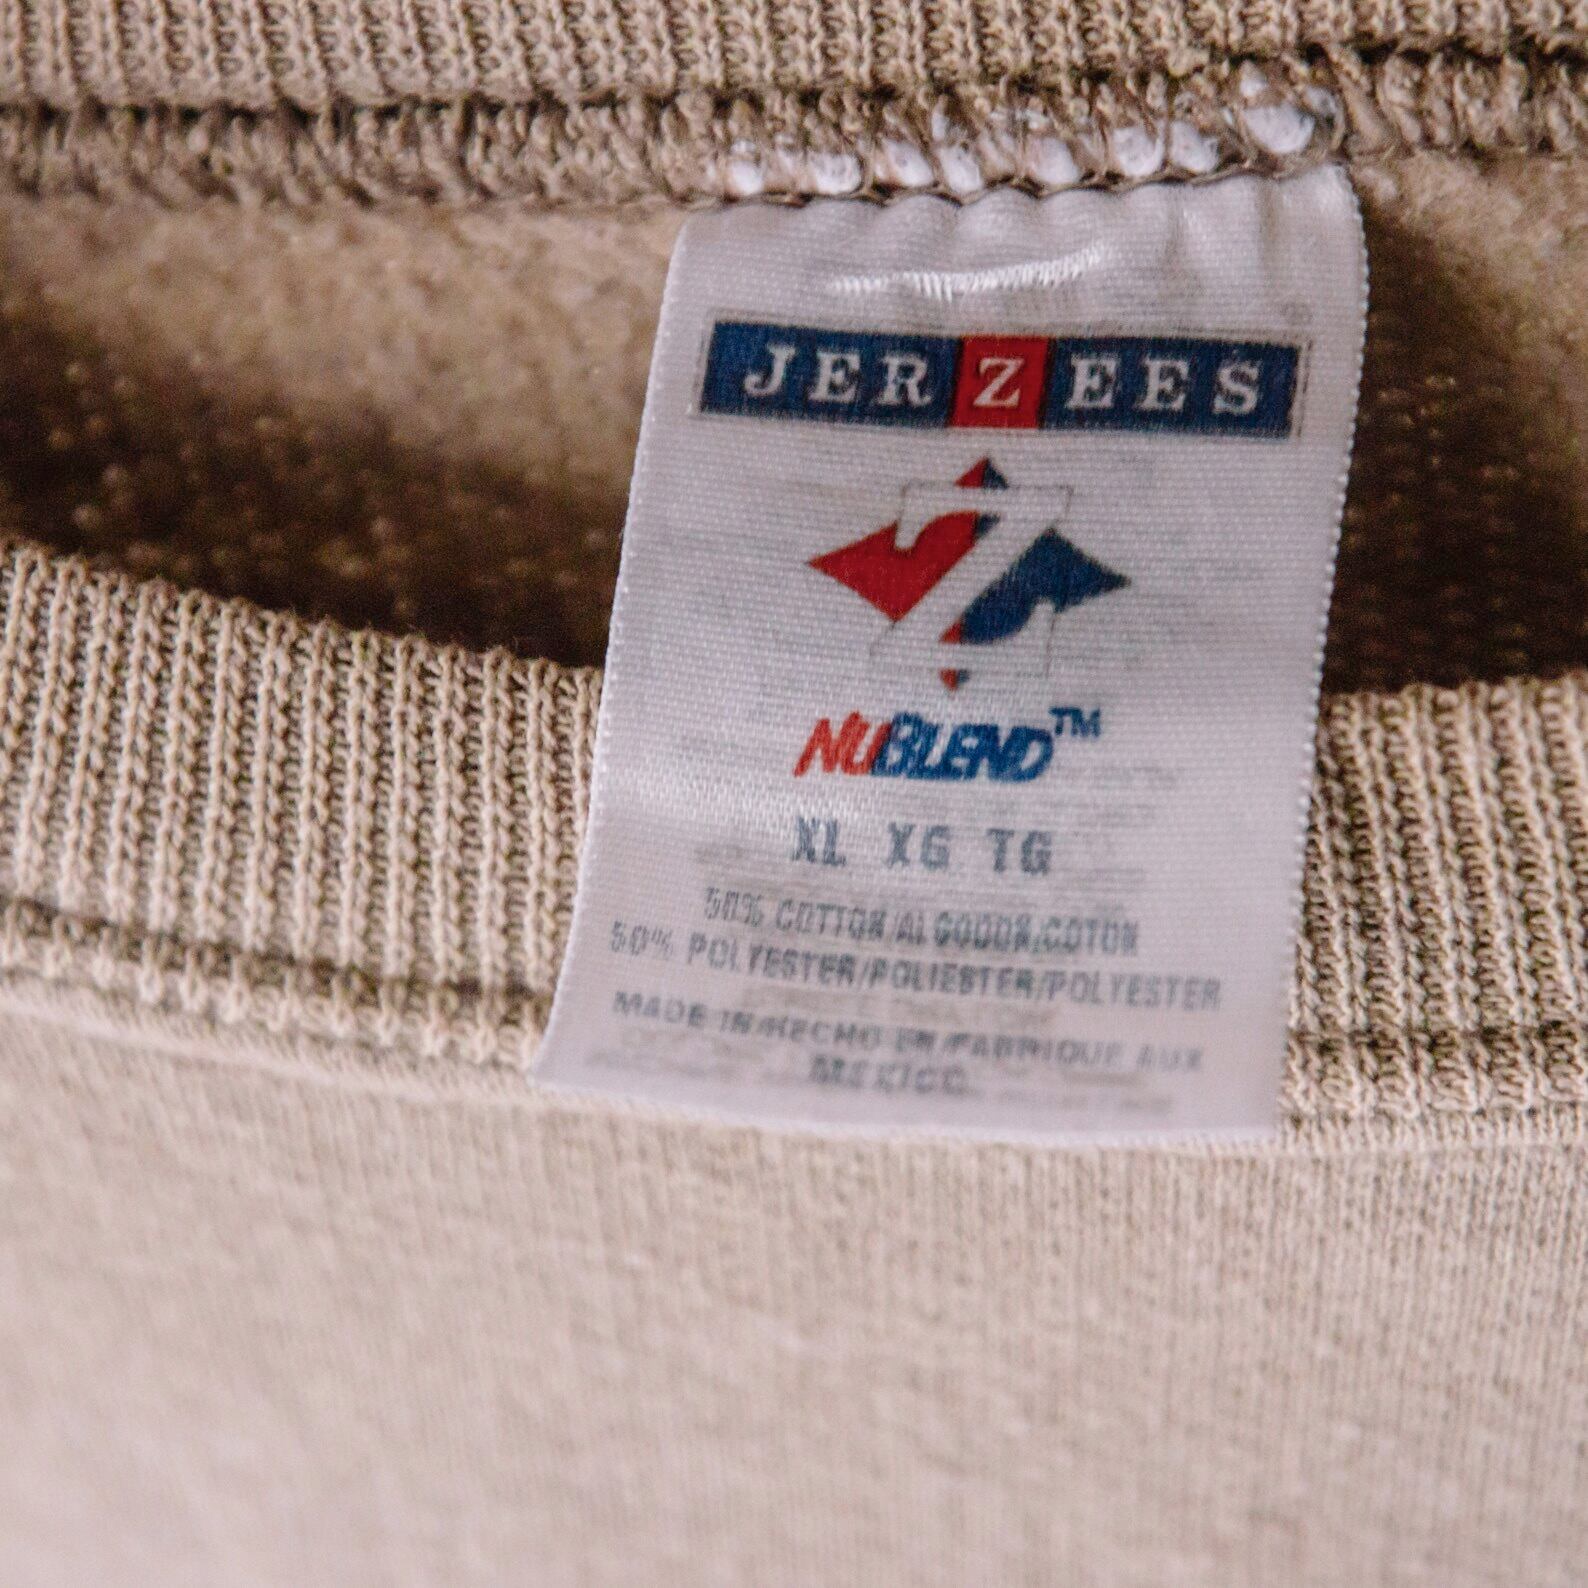 JERZEES
NUBLEND™
XL XG TG
50% COTTON/ALGODON/COTON
50% POLYESTER/POLIESTER/POLYESTER
MADE IN/HECHO EN/FABRIQUE AUX
MEXICO